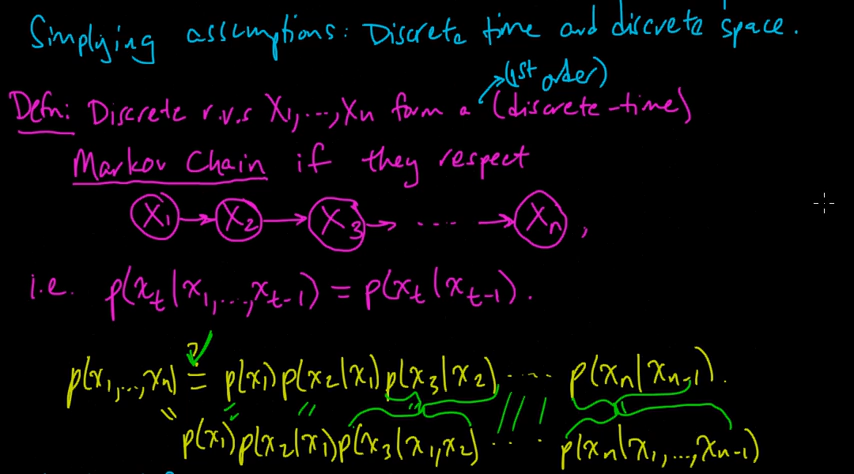 Simplying assumptions: Discrete time and discrete space.
(1st order)
Defn: Discrete r.v.s X₁,...,Xn form a (discrete-time)
Markov Chain if they respect
X₁ → X₂ → X₃ → ... → Xn,
i.e. p(xₜ|x₁,...,xₜ₋₁) = p(xₜ|xₜ₋₁).
?
p(x₁,...,xn) = p(x₁)p(x₂|x₁)p(x₃|x₂) .... p(xn|xn-1).
p(x₁)p(x₂|x₁)p(x₃|x₁,x₂) .... p(xn|x₁,...,xn-1)